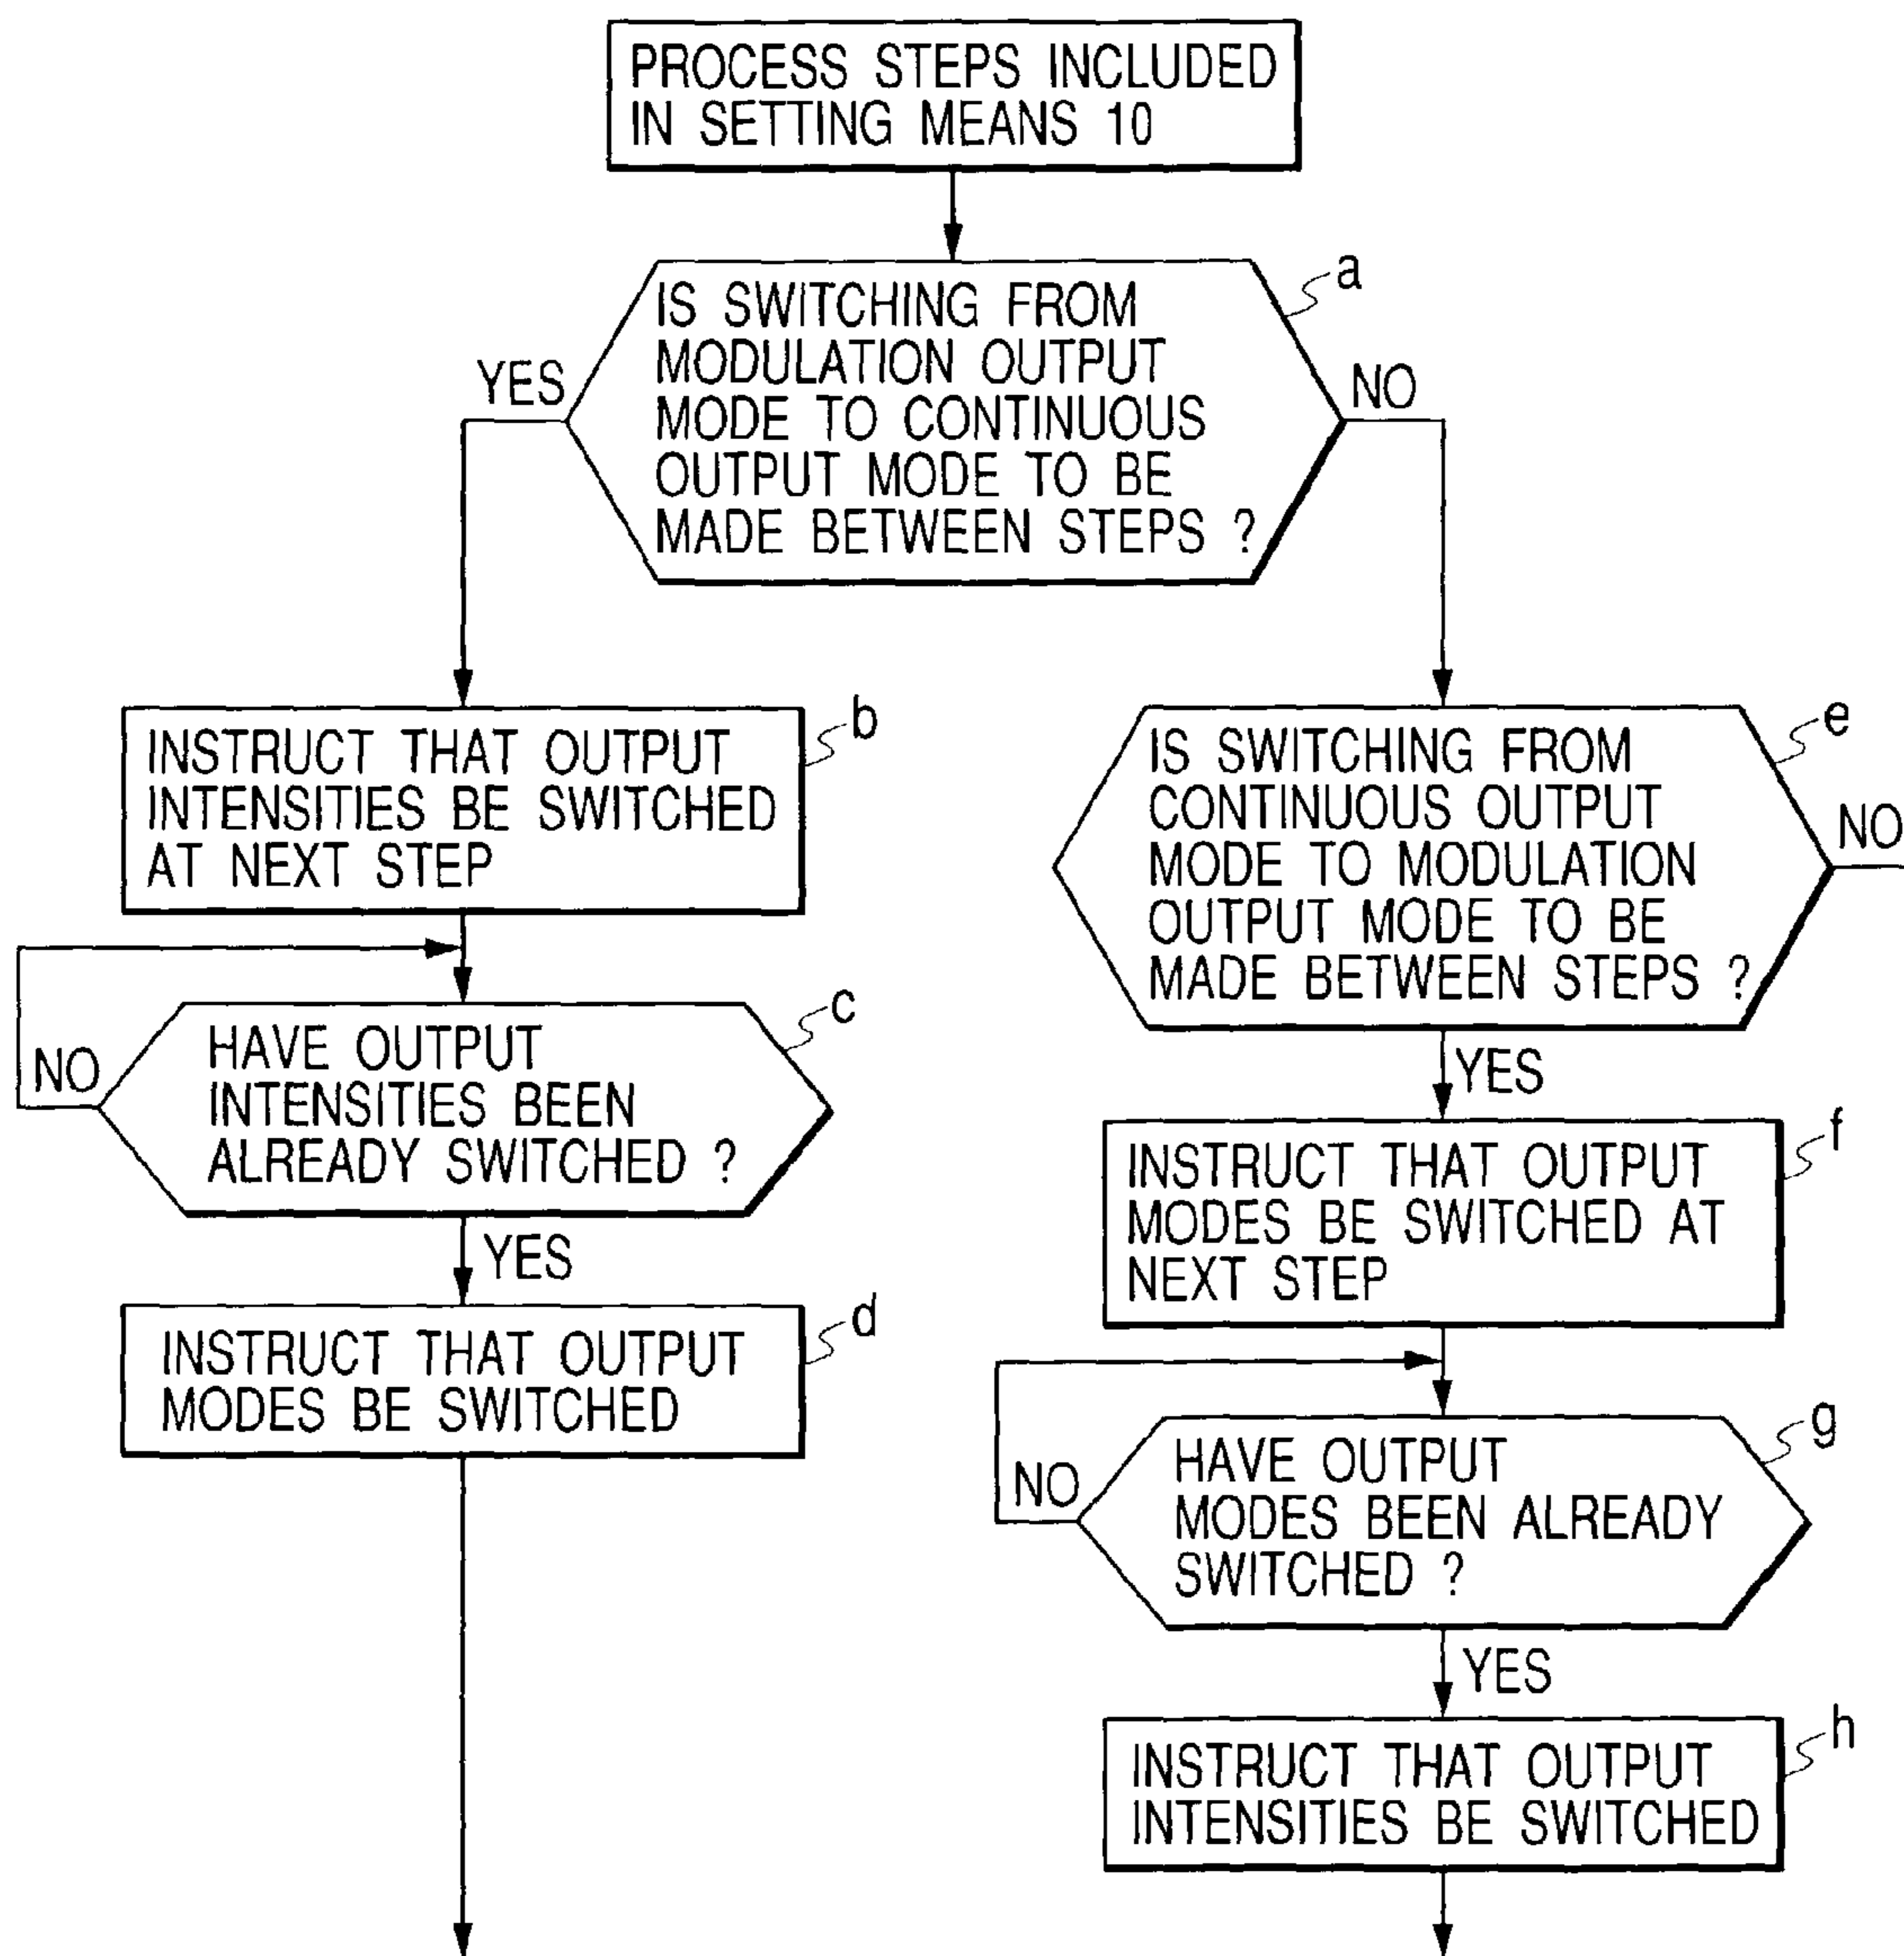 PROCESS STEPS INCLUDED
IN SETTING MEANS 10
a
IS SWITCHING FROM
MODULATION OUTPUT
MODE TO CONTINUOUS
OUTPUT MODE TO BE
MADE BETWEEN STEPS ?
YES
NO
b
INSTRUCT THAT OUTPUT
INTENSITIES BE SWITCHED
AT NEXT STEP
c
HAVE OUTPUT
INTENSITIES BEEN
ALREADY SWITCHED ?
NO
YES
d
INSTRUCT THAT OUTPUT
MODES BE SWITCHED
e
IS SWITCHING FROM
CONTINUOUS OUTPUT
MODE TO MODULATION
OUTPUT MODE TO BE
MADE BETWEEN STEPS ?
NO
YES
f
INSTRUCT THAT OUTPUT
MODES BE SWITCHED AT
NEXT STEP
g
HAVE OUTPUT
MODES BEEN ALREADY
SWITCHED ?
NO
YES
h
INSTRUCT THAT OUTPUT
INTENSITIES BE SWITCHED